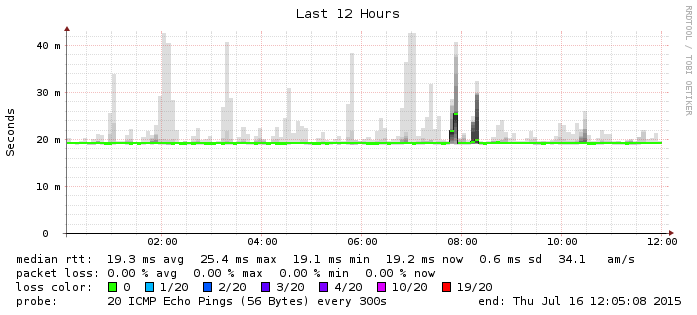 Last 12 Hours
RRDTOOL / TOBI OETIKER
Seconds
40 m
30 m
20 m
10 m
0
02:00 04:00 06:00 08:00 10:00 12:00
median rtt: 19.3 ms avg 25.4 ms max 19.1 ms min 19.2 ms now 0.6 ms sd 34.1 am/s
packet loss: 0.00 % avg 0.00 % max 0.00 % min 0.00 % now
loss color: 0 1/20 2/20 3/20 4/20 10/20 19/20
probe: 20 ICMP Echo Pings (56 Bytes) every 300s end: Thu Jul 16 12:05:08 2015